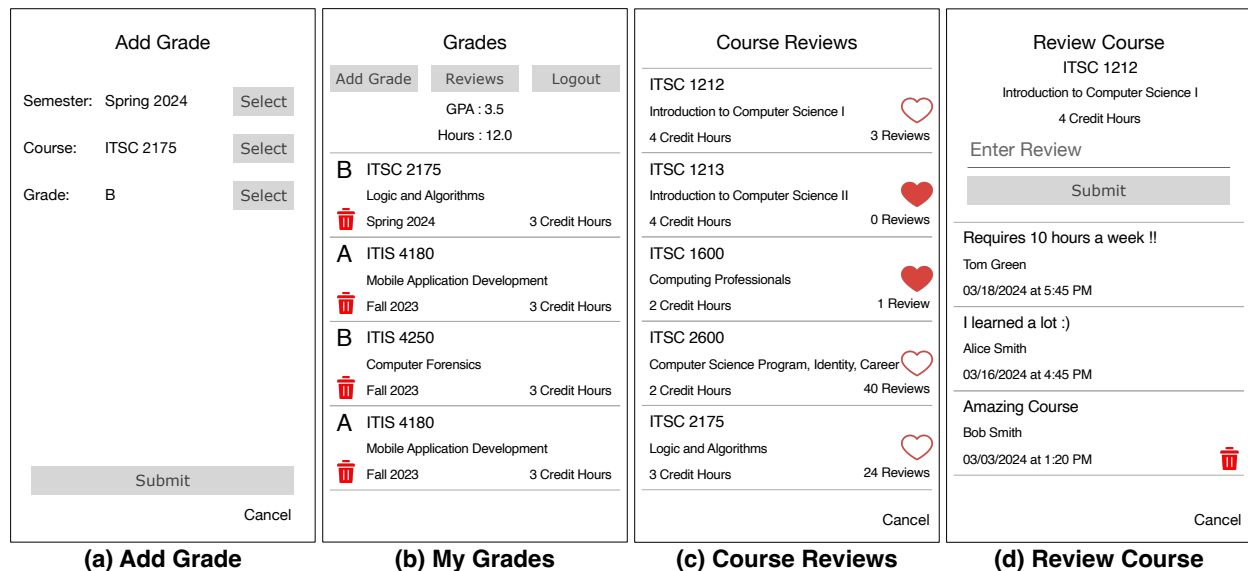 Add Grade
Semester: Spring 2024 Select
Course: ITSC 2175 Select
Grade: B Select
Submit
Cancel
(a) Add Grade
Grades
Add Grade Reviews Logout
GPA : 3.5
Hours : 12.0
B ITSC 2175
Logic and Algorithms
Spring 2024 3 Credit Hours
A ITIS 4180
Mobile Application Development
Fall 2023 3 Credit Hours
B ITIS 4250
Computer Forensics
Fall 2023 3 Credit Hours
A ITIS 4180
Mobile Application Development
Fall 2023 3 Credit Hours
(b) My Grades
Course Reviews
ITSC 1212
Introduction to Computer Science I
4 Credit Hours 3 Reviews
ITSC 1213
Introduction to Computer Science II
4 Credit Hours 0 Reviews
ITSC 1600
Computing Professionals
2 Credit Hours 1 Review
ITSC 2600
Computer Science Program, Identity, Career
2 Credit Hours 40 Reviews
ITSC 2175
Logic and Algorithms
3 Credit Hours 24 Reviews
Cancel
(c) Course Reviews
Review Course
ITSC 1212
Introduction to Computer Science I
4 Credit Hours
Enter Review
Submit
Requires 10 hours a week !!
Tom Green
03/18/2024 at 5:45 PM
I learned a lot :)
Alice Smith
03/16/2024 at 4:45 PM
Amazing Course
Bob Smith
03/03/2024 at 1:20 PM
Cancel
(d) Review Course